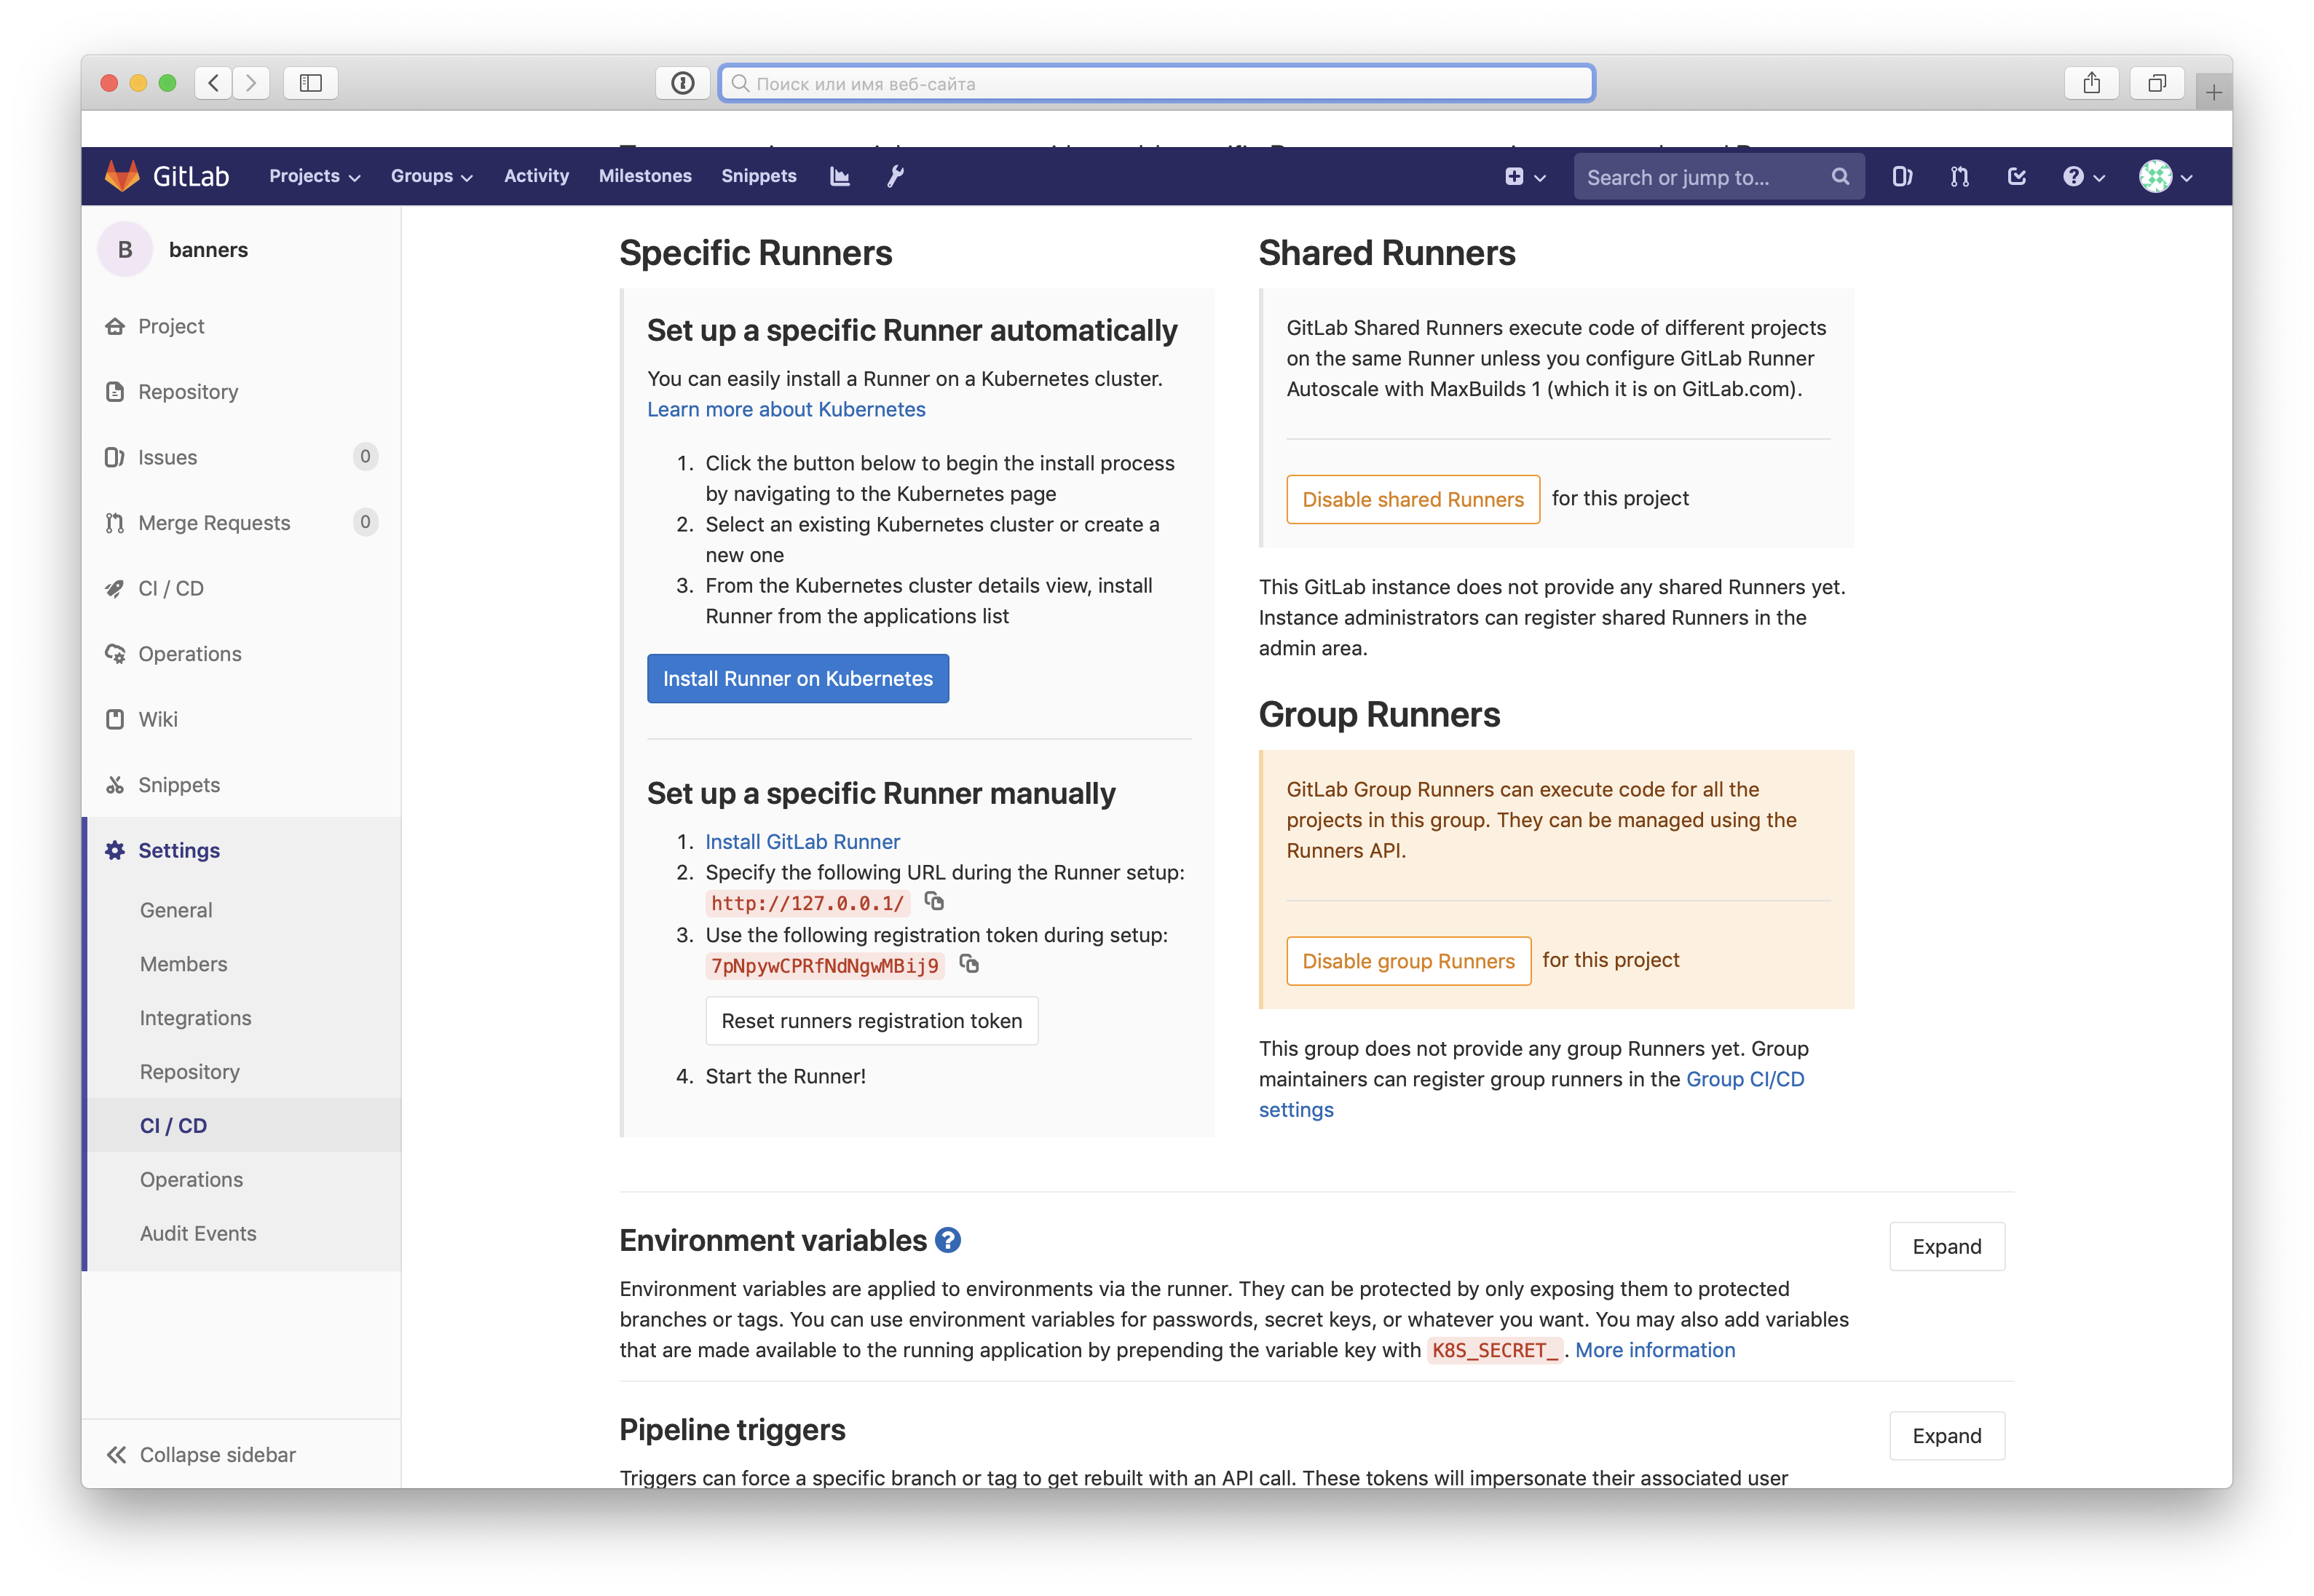 Поиск или имя веб-сайта
GitLab
Projects
Groups
Activity
Milestones
Snippets
Search or jump to...
B
banners
Project
Repository
Issues
0
Merge Requests
0
CI / CD
Operations
Wiki
Snippets
Settings
General
Members
Integrations
Repository
CI / CD
Operations
Audit Events
Collapse sidebar
Specific Runners
Set up a specific Runner automatically
You can easily install a Runner on a Kubernetes cluster.
Learn more about Kubernetes
1. Click the button below to begin the install process
by navigating to the Kubernetes page
2. Select an existing Kubernetes cluster or create a
new one
3. From the Kubernetes cluster details view, install
Runner from the applications list
Install Runner on Kubernetes
Set up a specific Runner manually
1. Install GitLab Runner
2. Specify the following URL during the Runner setup:
http://127.0.0.1/
3. Use the following registration token during setup:
7pNpywCPRfNdNgwMBij9
Reset runners registration token
4. Start the Runner!
Shared Runners
GitLab Shared Runners execute code of different projects
on the same Runner unless you configure GitLab Runner
Autoscale with MaxBuilds 1 (which it is on GitLab.com).
Disable shared Runners for this project
This GitLab instance does not provide any shared Runners yet.
Instance administrators can register shared Runners in the
admin area.
Group Runners
GitLab Group Runners can execute code for all the
projects in this group. They can be managed using the
Runners API.
Disable group Runners for this project
This group does not provide any group Runners yet. Group
maintainers can register group runners in the Group CI/CD
settings
Environment variables
Expand
Environment variables are applied to environments via the runner. They can be protected by only exposing them to protected
branches or tags. You can use environment variables for passwords, secret keys, or whatever you want. You may also add variables
that are made available to the running application by prepending the variable key with K8S_SECRET_. More information
Pipeline triggers
Expand
Triggers can force a specific branch or tag to get rebuilt with an API call. These tokens will impersonate their associated user